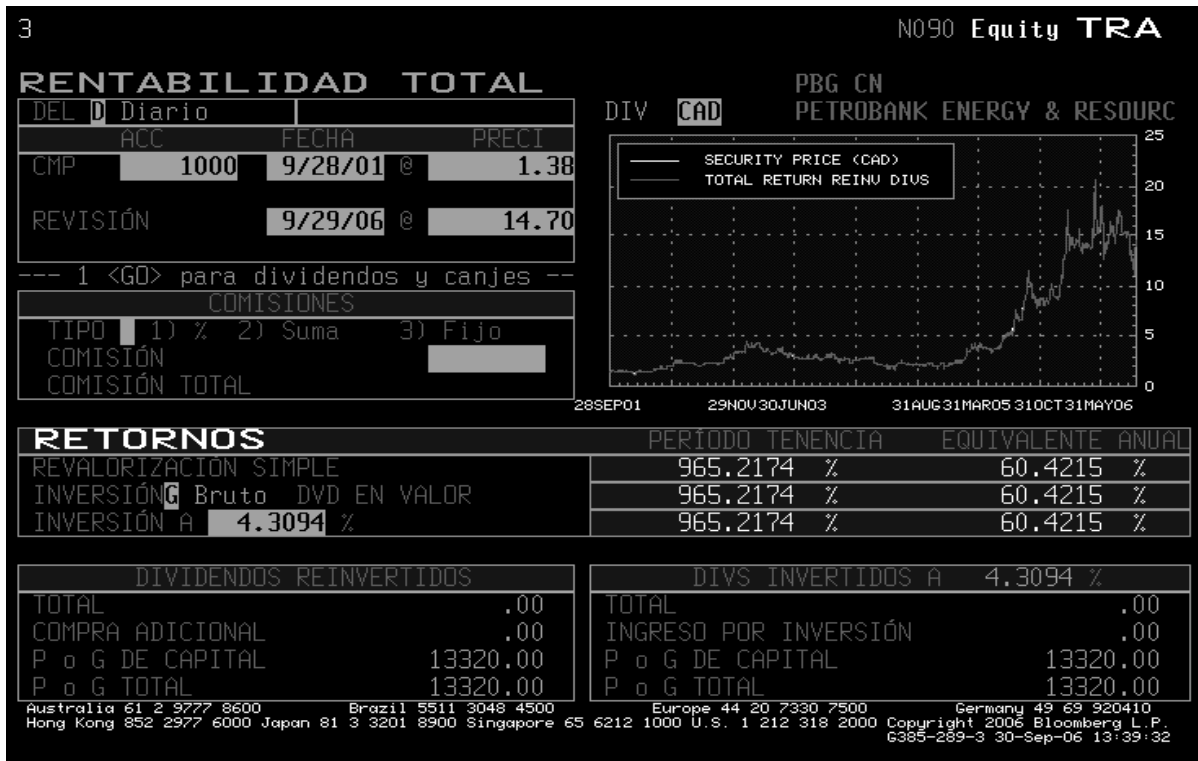 3 N090 Equity TRA
RENTABILIDAD TOTAL PBG CN
DEL D Diario DIV CAD PETROBANK ENERGY & RESOURC
ACC FECHA PRECI
CMP 1000 9/28/01 @ 1.38
REVISIÓN 9/29/06 @ 14.70
SECURITY PRICE (CAD)
TOTAL RETURN REINV DIVS
25
20
15
10
5
0
28SEP01 29NOV30JUN03 31AUG31MAR05 31OCT31MAY06
--- 1 <GO> para dividendos y canjes --
COMISIONES
TIPO 1) % 2) Suma 3) Fijo
COMISIÓN
COMISIÓN TOTAL
RETORNOS PERÍODO TENENCIA EQUIVALENTE ANUAL
REVALORIZACIÓN SIMPLE 965.2174 % 60.4215 %
INVERSIÓN G Bruto DVD EN VALOR 965.2174 % 60.4215 %
INVERSIÓN A 4.3094 % 965.2174 % 60.4215 %
DIVIDENDOS REINVERTIDOS
TOTAL .00
COMPRA ADICIONAL .00
P o G DE CAPITAL 13320.00
P o G TOTAL 13320.00
DIVS INVERTIDOS A 4.3094 %
TOTAL .00
INGRESO POR INVERSIÓN .00
P o G DE CAPITAL 13320.00
P o G TOTAL 13320.00
Australia 61 2 9777 8600 Brazil 5511 3048 4500 Europe 44 20 7330 7500 Germany 49 69 920410
Hong Kong 852 2977 6000 Japan 81 3 3201 8900 Singapore 65 6212 1000 U.S. 1 212 318 2000 Copyright 2006 Bloomberg L.P.
G385-289-3 30-Sep-06 13:39:32